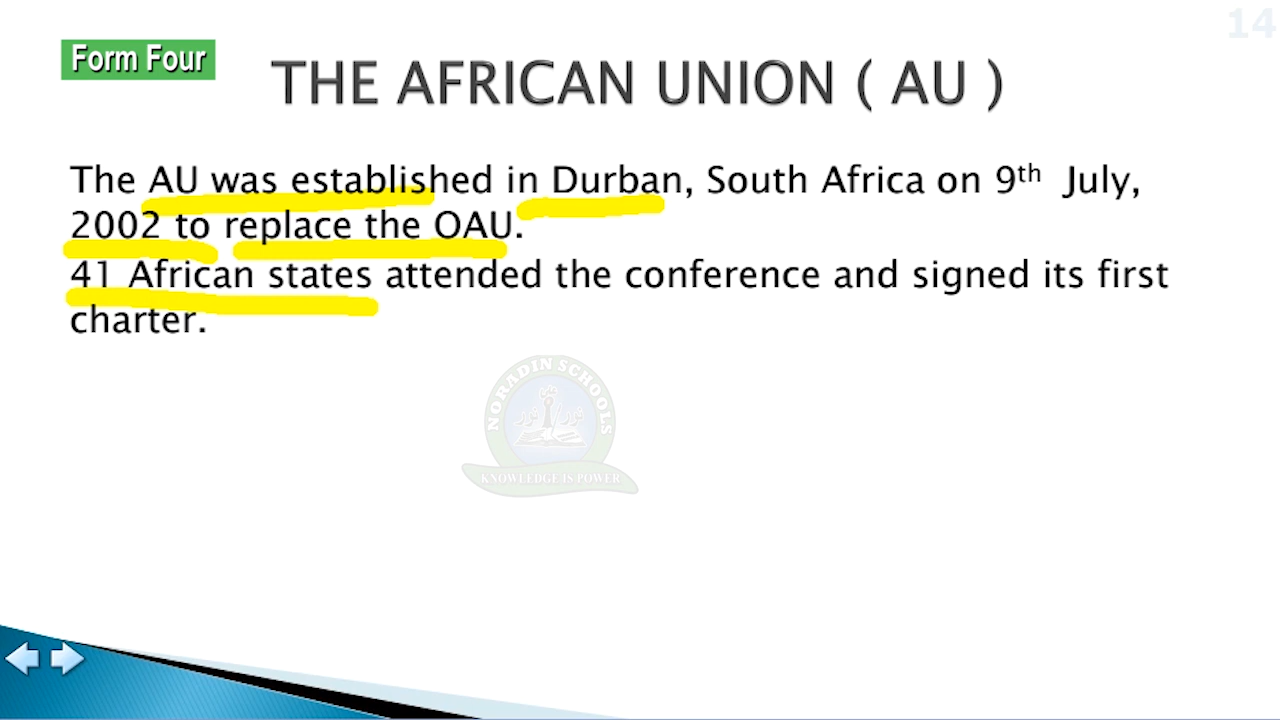 14
Form Four
THE AFRICAN UNION ( AU )
The AU was established in Durban, South Africa on 9th July,
2002 to replace the OAU.
41 African states attended the conference and signed its first
charter.
NORADIN SCHOOLS
نور نور
KNOWLEDGE IS POWER